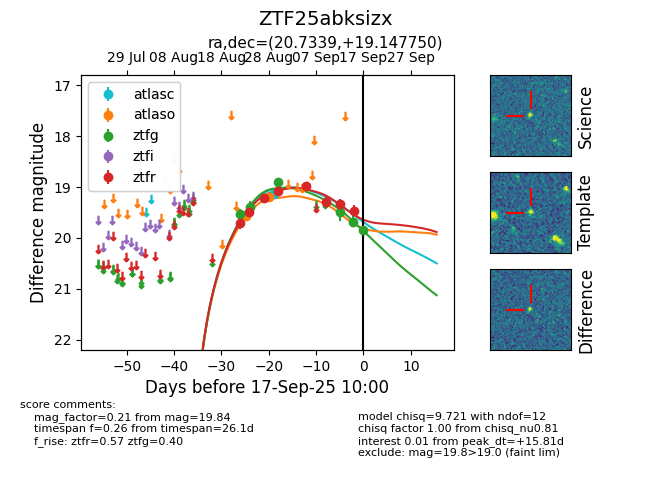 ZTF25abksizx
ra,dec=(20.7339,+19.147750)
29 Jul 08 Aug 18 Aug 28 Aug 07 Sep 17 Sep 27 Sep
17
18
19
20
21
22
Difference magnitude
atlasc
atlaso
ztfg
ztfi
ztfr
−50 −40 −30 −20 −10 0 10
Days before 17-Sep-25 10:00
Science
Template
Difference
score comments:
mag_factor=0.21 from mag=19.84
timespan f=0.26 from timespan=26.1d
f_rise: ztfr=0.57 ztfg=0.40
model chisq=9.721 with ndof=12
chisq factor 1.00 from chisq_nu0.81
interest 0.01 from peak_dt=+15.81d
exclude: mag=19.8>19.0 (faint lim)